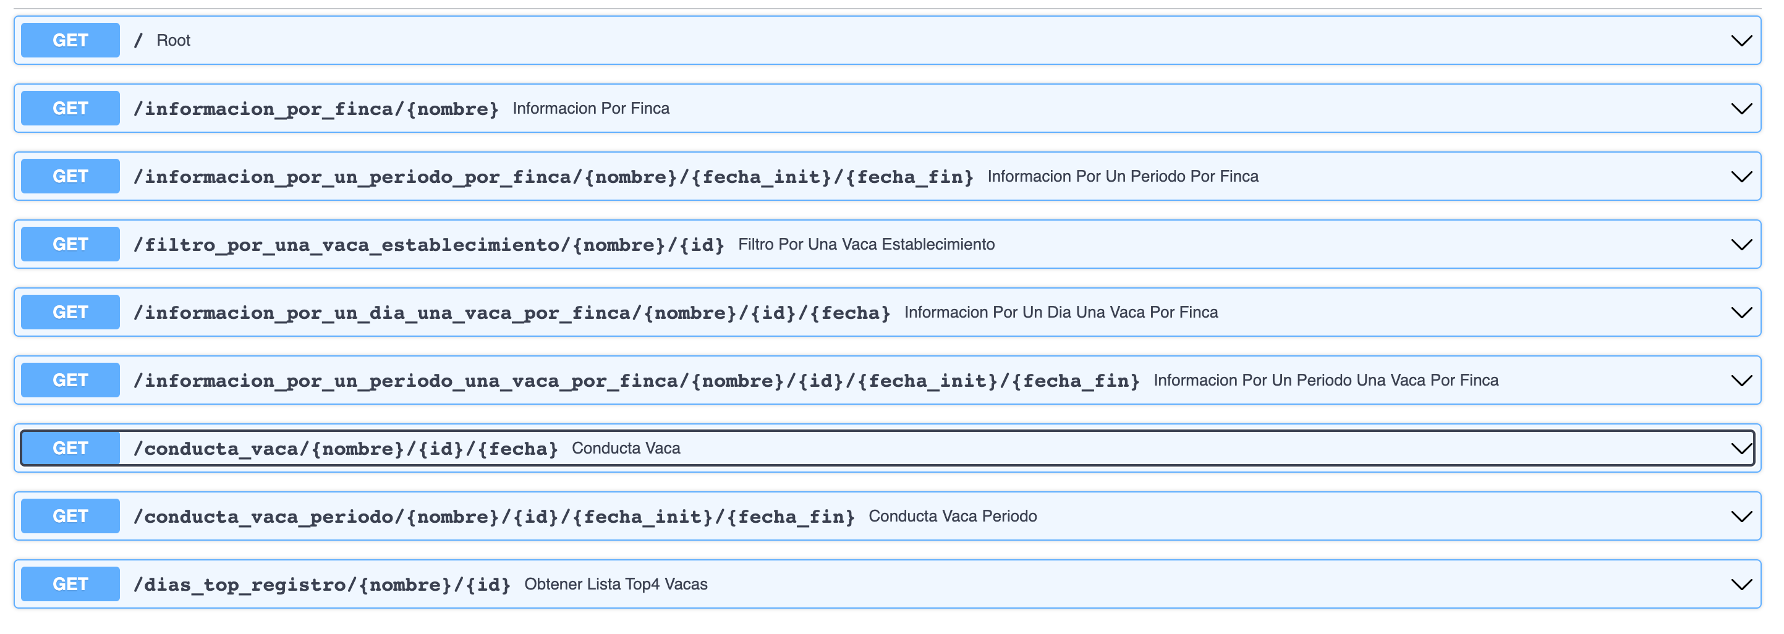 GET / Root
GET /informacion_por_finca/{nombre} Informacion Por Finca
GET /informacion_por_un_periodo_por_finca/{nombre}/{fecha_init}/{fecha_fin} Informacion Por Un Periodo Por Finca
GET /filtro_por_una_vaca_establecimiento/{nombre}/{id} Filtro Por Una Vaca Establecimiento
GET /informacion_por_un_dia_una_vaca_por_finca/{nombre}/{id}/{fecha} Informacion Por Un Dia Una Vaca Por Finca
GET /informacion_por_un_periodo_una_vaca_por_finca/{nombre}/{id}/{fecha_init}/{fecha_fin} Informacion Por Un Periodo Una Vaca Por Finca
GET /conducta_vaca/{nombre}/{id}/{fecha} Conducta Vaca
GET /conducta_vaca_periodo/{nombre}/{id}/{fecha_init}/{fecha_fin} Conducta Vaca Periodo
GET /dias_top_registro/{nombre}/{id} Obtener Lista Top4 Vacas